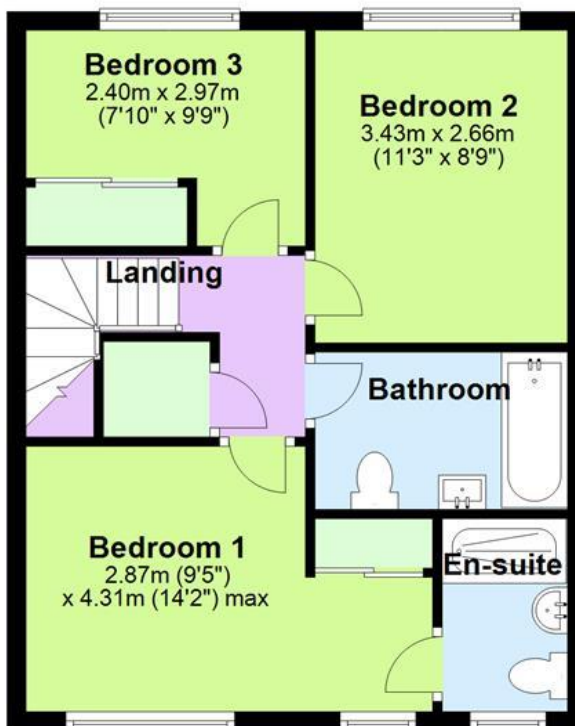 Bedroom 3
2.40m x 2.97m
(7'10" x 9'9")
Bedroom 2
3.43m x 2.66m
(11'3" x 8'9")
Landing
Bathroom
Bedroom 1
2.87m (9'5")
x 4.31m (14'2") max
En-suite